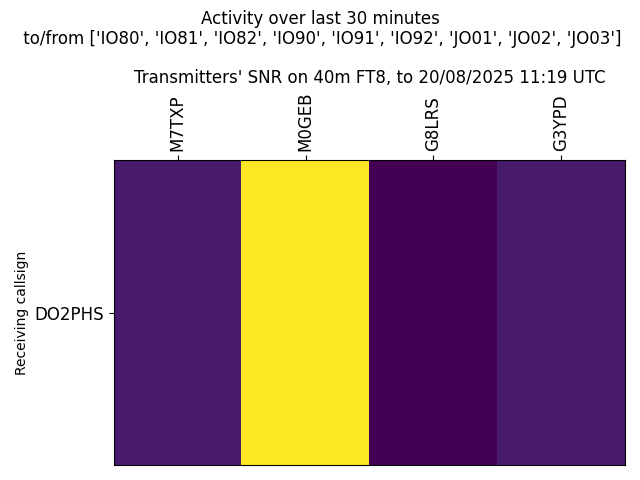 Activity over last 30 minutes
to/from ['IO80', 'IO81', 'IO82', 'IO90', 'IO91', 'IO92', 'JO01', 'JO02', 'JO03']
Transmitters' SNR on 40m FT8, to 20/08/2025 11:19 UTC
M7TXP
M0GEB
G8LRS
G3YPD
Receiving callsign
DO2PHS